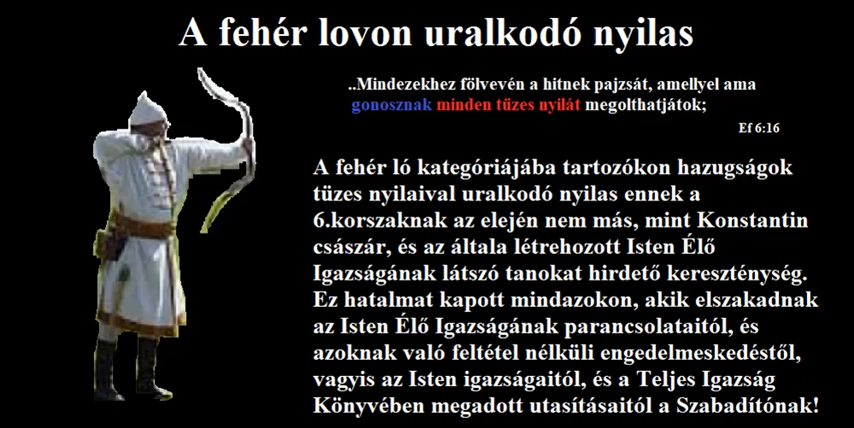 A fehér lovon uralkodó nyilas
..Mindezekhez fölvevén a hitnek pajzsát, amellyel ama
gonosznak minden tüzes nyilát megolthatjátok;
Ef 6:16
A fehér ló kategóriájába tartozókon hazugságok
tüzes nyilaival uralkodó nyilas ennek a
6.korszaknak az elején nem más, mint Konstantin
császár, és az általa létrehozott Isten Élő
Igazságának látszó tanokat hirdető kereszténység.
Ez hatalmat kapott mindazokon, akik elszakadnak
az Isten Élő Igazságának parancsolataitól, és
azoknak való feltétel nélküli engedelmeskedéstől,
vagyis az Isten igazságaitól, és a Teljes Igazság
Könyvében megadott utasításaitól a Szabadítónak!